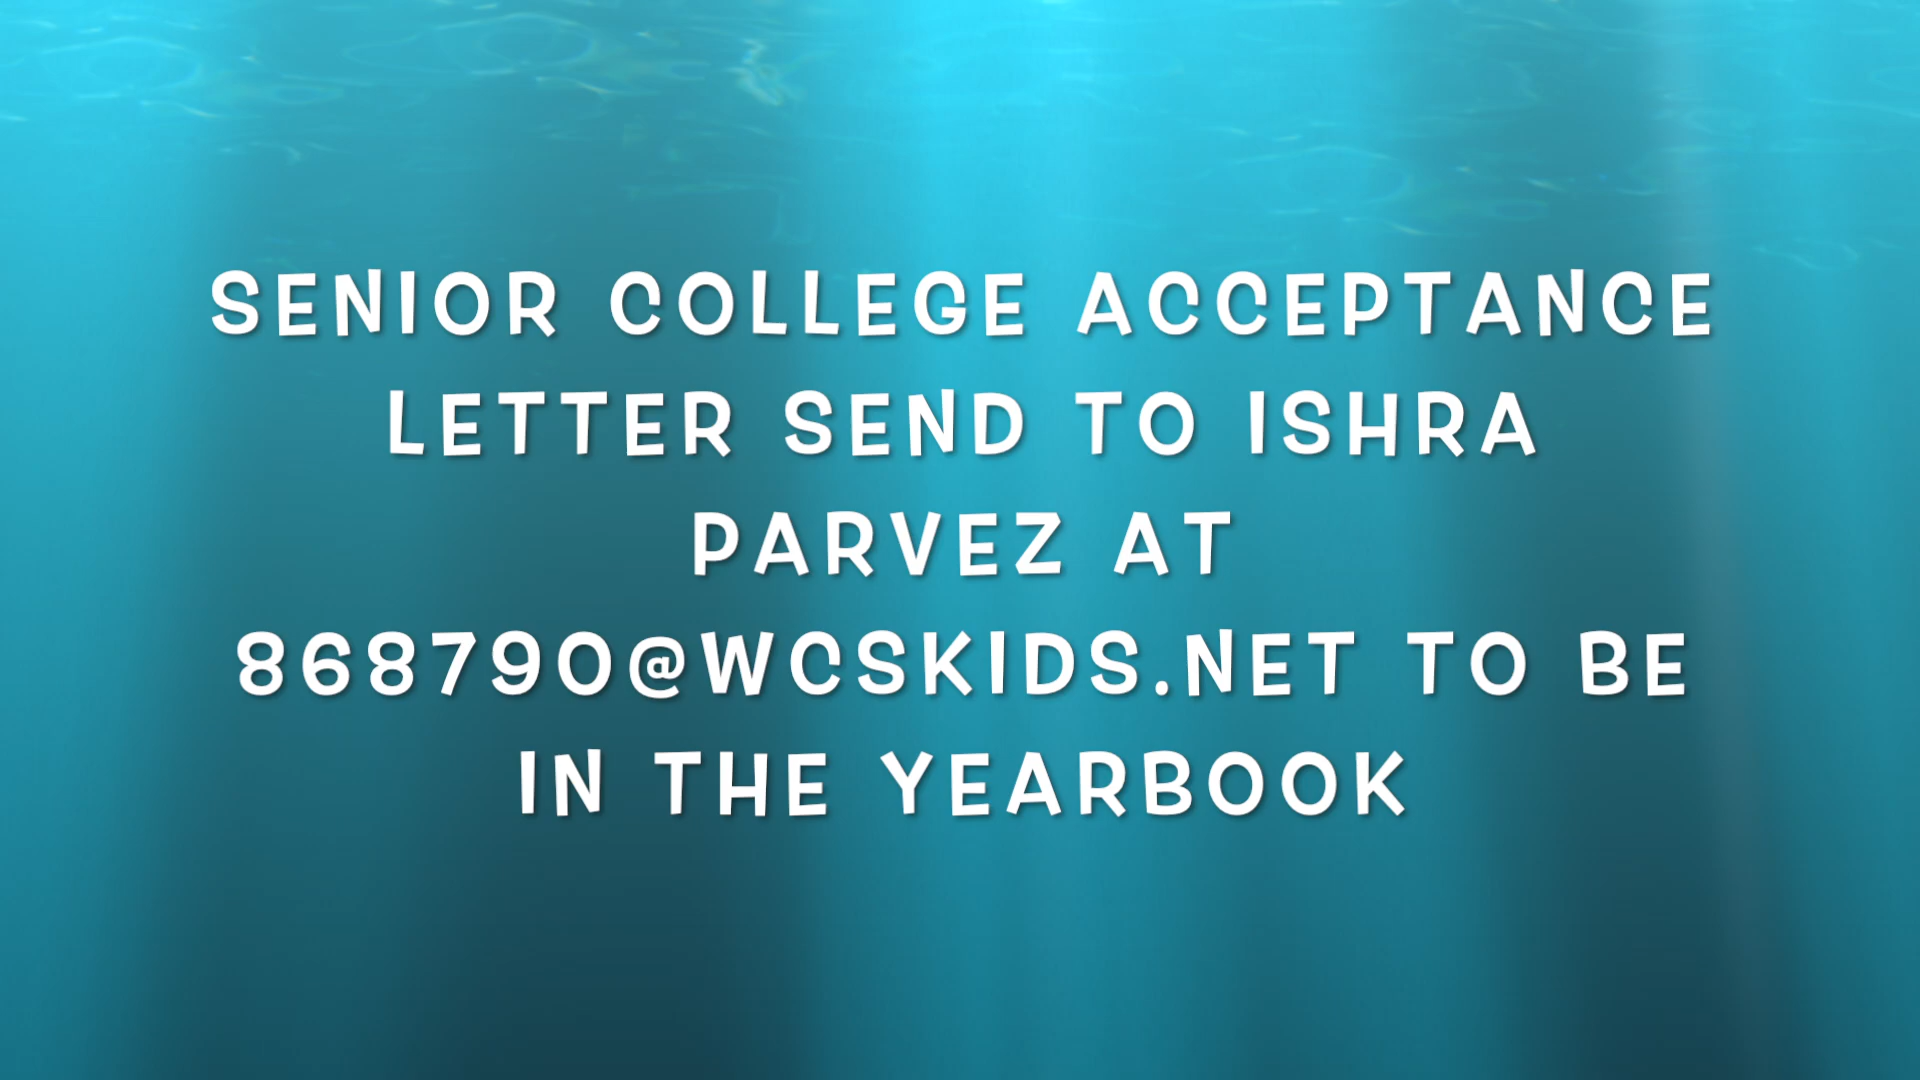 SENIOR COLLEGE ACCEPTANCE
LETTER SEND TO ISHRA
PARVEZ AT
868790@WCSKIDS.NET TO BE
IN THE YEARBOOK